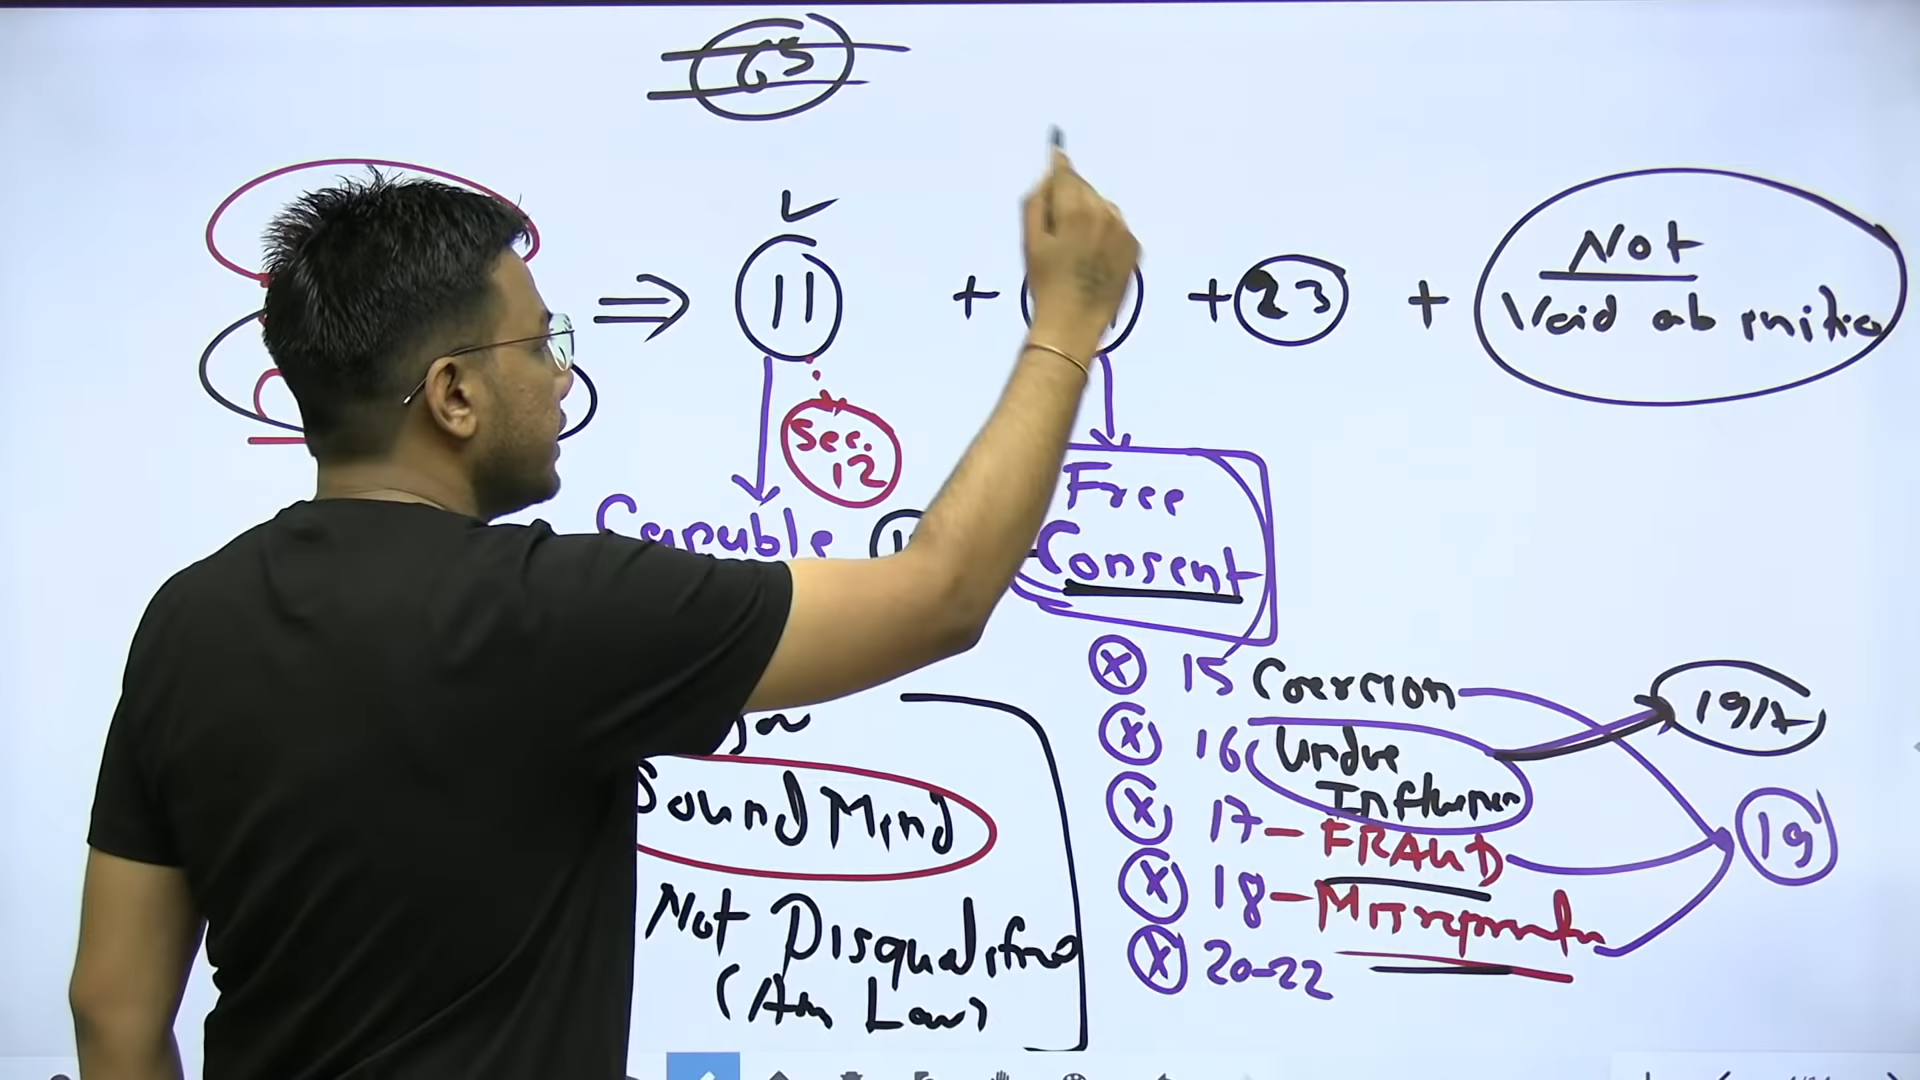 65
11 + + 23 + Not
Void ab initio
Sec.
12
Free
Capable
Consent
15 Coercion
19/A
16 Undue
Influence
Sound Mind
17 - FRAUD
19
18 - Misrepresentation
Not Disqualified
20-22
(Any Law)